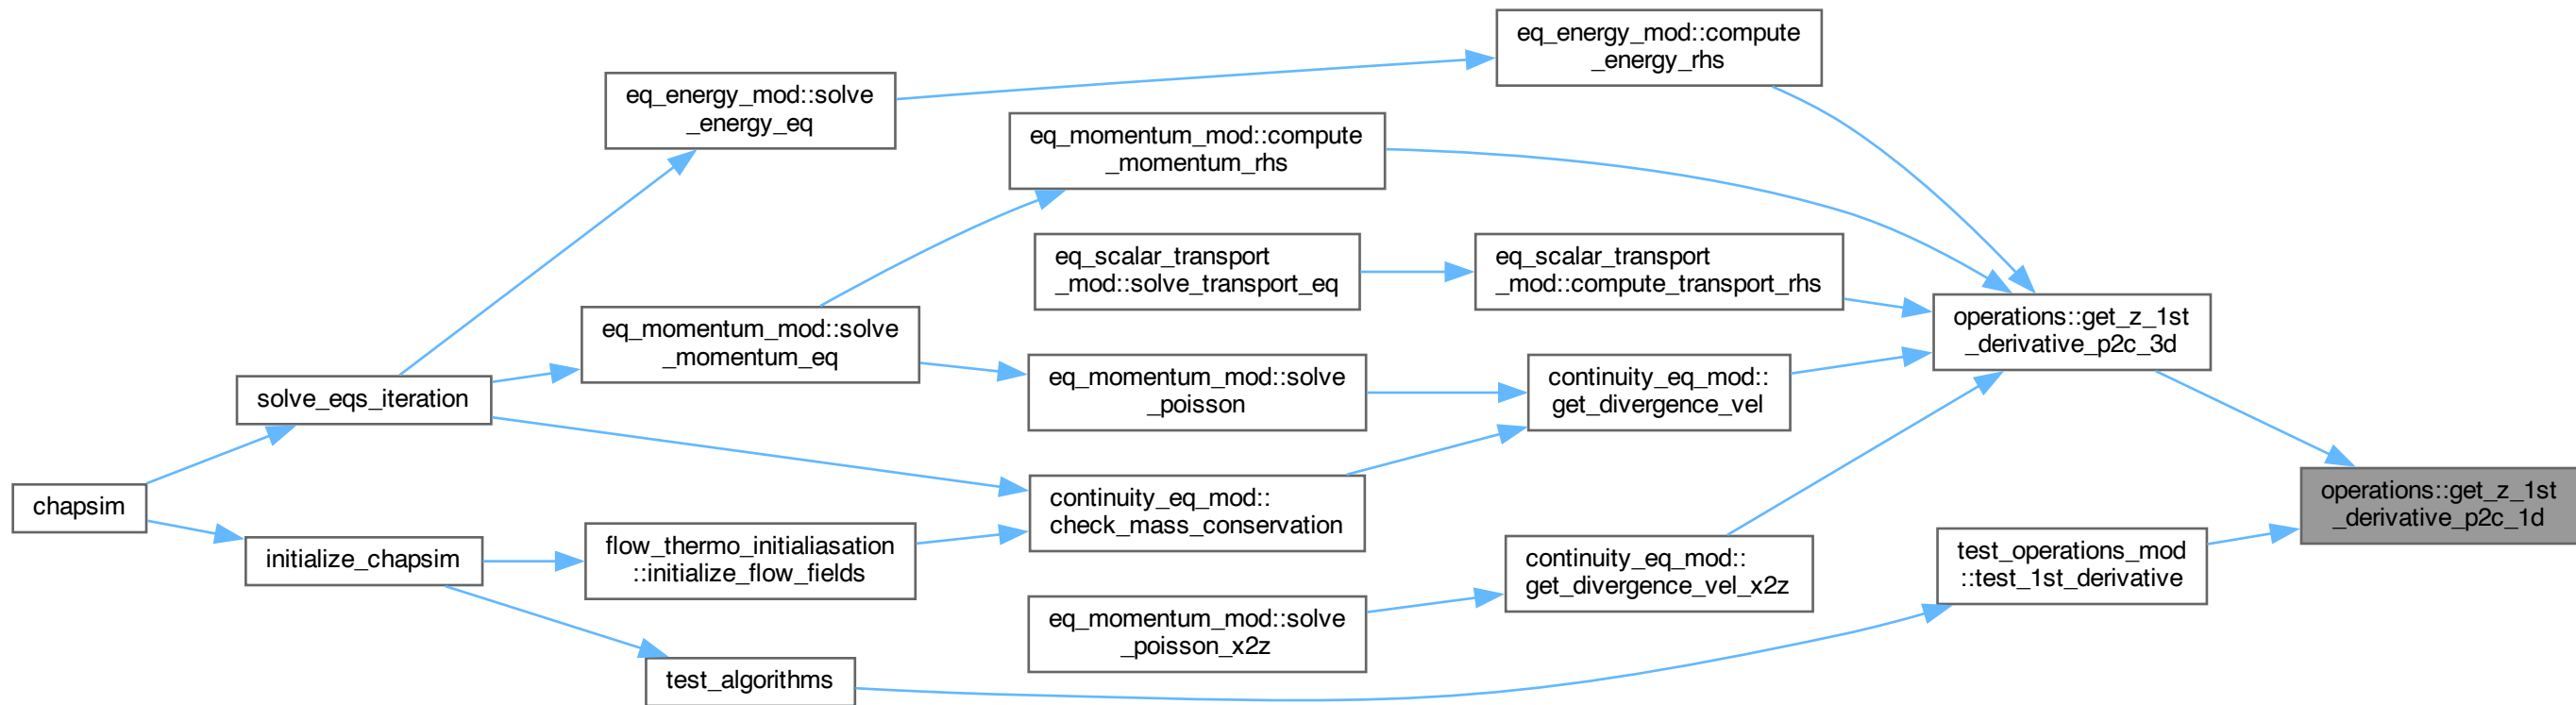 eq_energy_mod::compute
_energy_rhs
eq_energy_mod::solve
_energy_eq
eq_momentum_mod::compute
_momentum_rhs
eq_scalar_transport
_mod::solve_transport_eq
eq_scalar_transport
_mod::compute_transport_rhs
operations::get_z_1st
_derivative_p2c_3d
eq_momentum_mod::solve
_momentum_eq
eq_momentum_mod::solve
_poisson
continuity_eq_mod::
get_divergence_vel
solve_eqs_iteration
chapsim
continuity_eq_mod::
check_mass_conservation
operations::get_z_1st
_derivative_p2c_1d
initialize_chapsim
flow_thermo_initialiasation
::initialize_flow_fields
continuity_eq_mod::
get_divergence_vel_x2z
test_operations_mod
::test_1st_derivative
eq_momentum_mod::solve
_poisson_x2z
test_algorithms